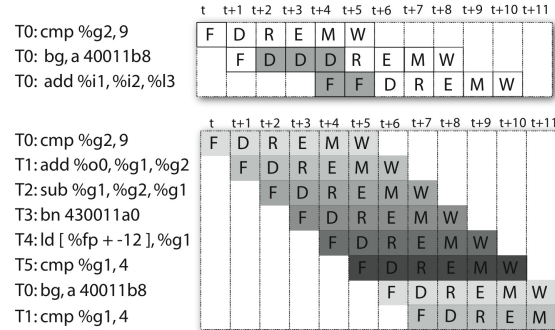 t t+1 t+2 t+3 t+4 t+5 t+6 t+7 t+8 t+9 t+10 t+11
T0: cmp %g2, 9 F D R E M W
T0: bg,a 40011b8 F D D D R E M W
T0: add %i1, %i2, %l3 F F D R E M W
t t+1 t+2 t+3 t+4 t+5 t+6 t+7 t+8 t+9 t+10 t+11
T0: cmp %g2, 9 F D R E M W
T1: add %o0, %g1, %g2 F D R E M W
T2: sub %g1, %g2, %g1 F D R E M W
T3: bn 430011a0 F D R E M W
T4: ld [ %fp + -12 ], %g1 F D R E M W
T5: cmp %g1, 4 F D R E M W
T0: bg,a 40011b8 F D R E M W
T1: cmp %g1, 4 F D R E M